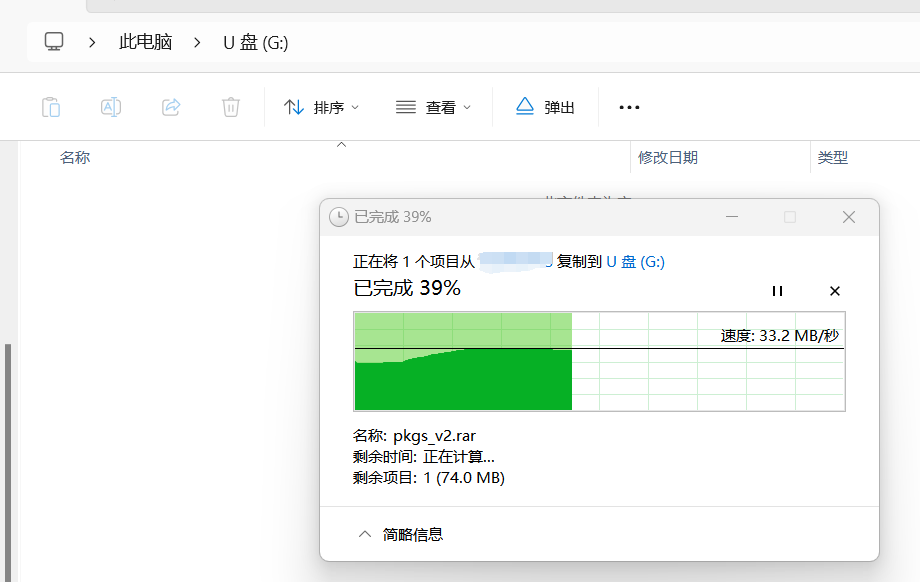 此电脑 > U 盘 (G:)
排序 查看 弹出
名称 修改日期 类型
已完成 39%
正在将 1 个项目从 复制到 U 盘 (G:)
已完成 39%
速度: 33.2 MB/秒
名称: pkgs_v2.rar
剩余时间: 正在计算...
剩余项目: 1 (74.0 MB)
简略信息